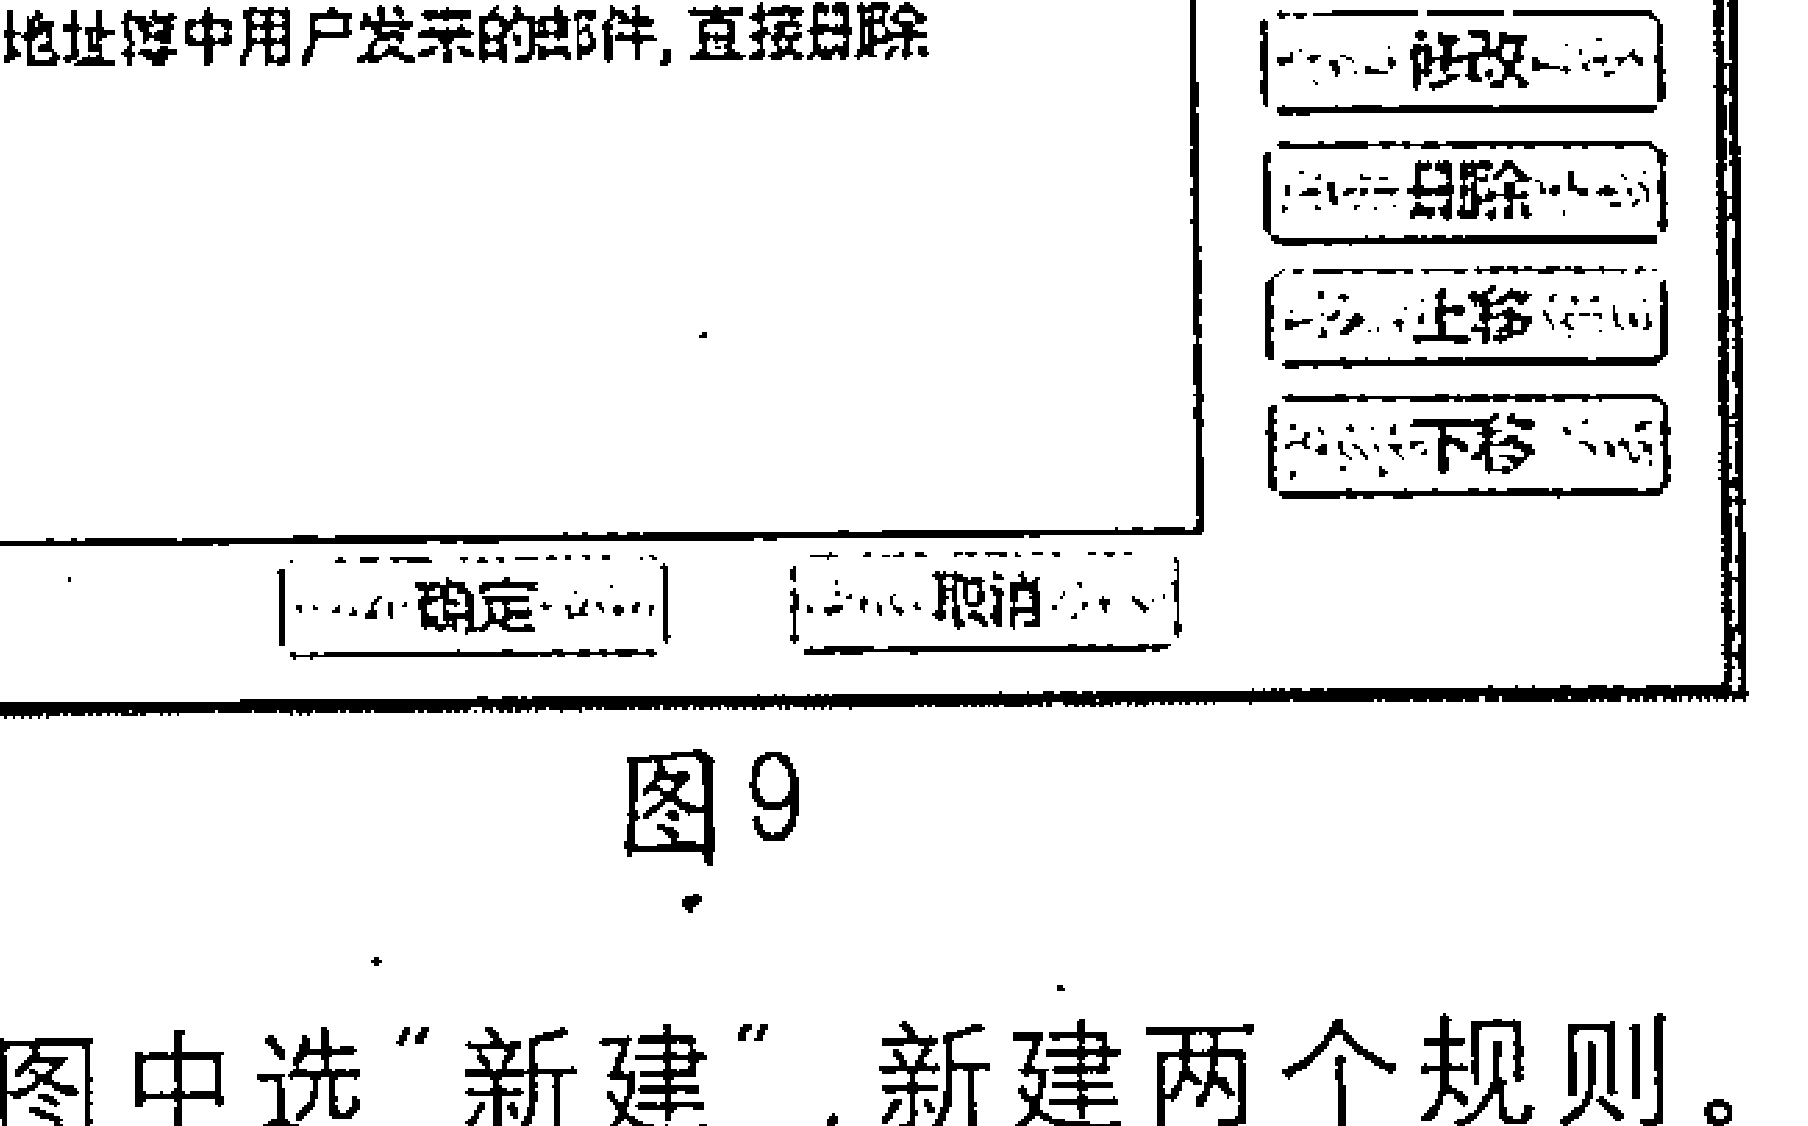 地址簿中用户发来的邮件,直接删除
修改
删除
上移
下移
确定
取消
图9
图中选“新建”,新建两个规则。